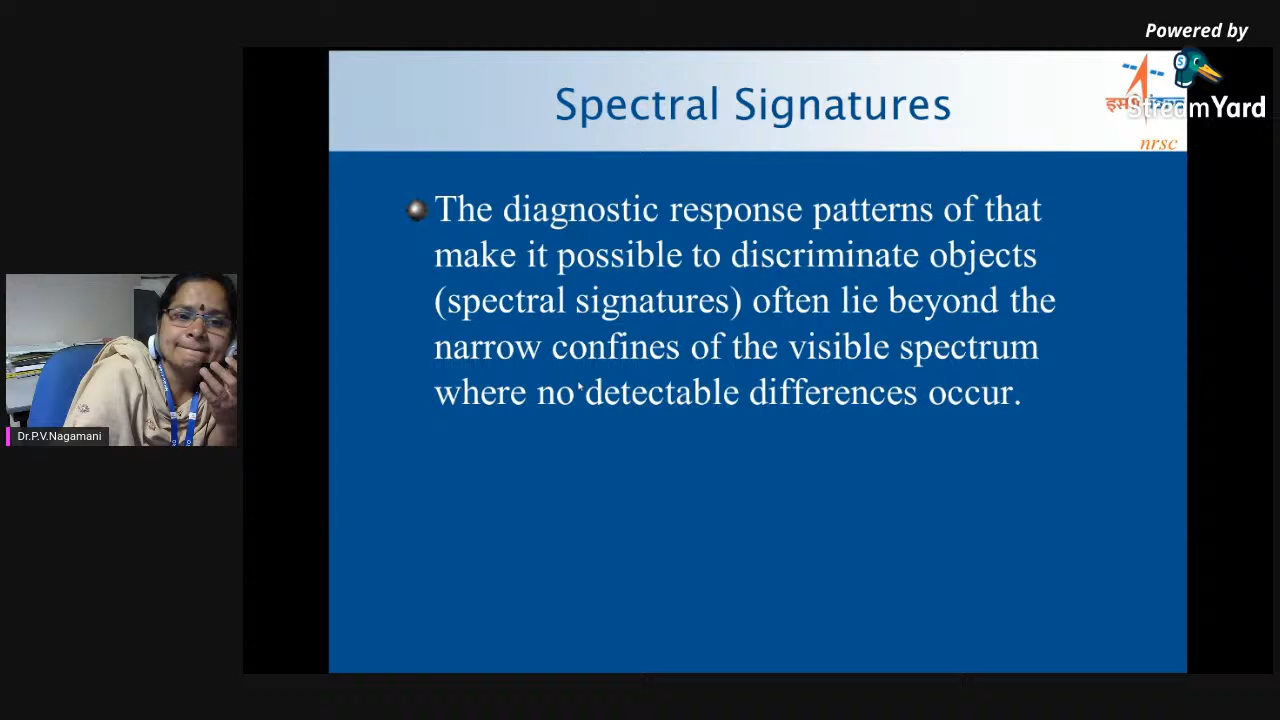 Powered by
StreamYard
Spectral Signatures
nrsc
The diagnostic response patterns of that
make it possible to discriminate objects
(spectral signatures) often lie beyond the
narrow confines of the visible spectrum
where no detectable differences occur.
Dr.P.V.Nagamani